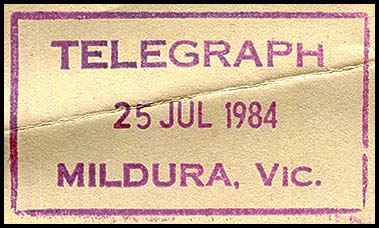 TELEGRAPH
25 JUL 1984
MILDURA, VIC.